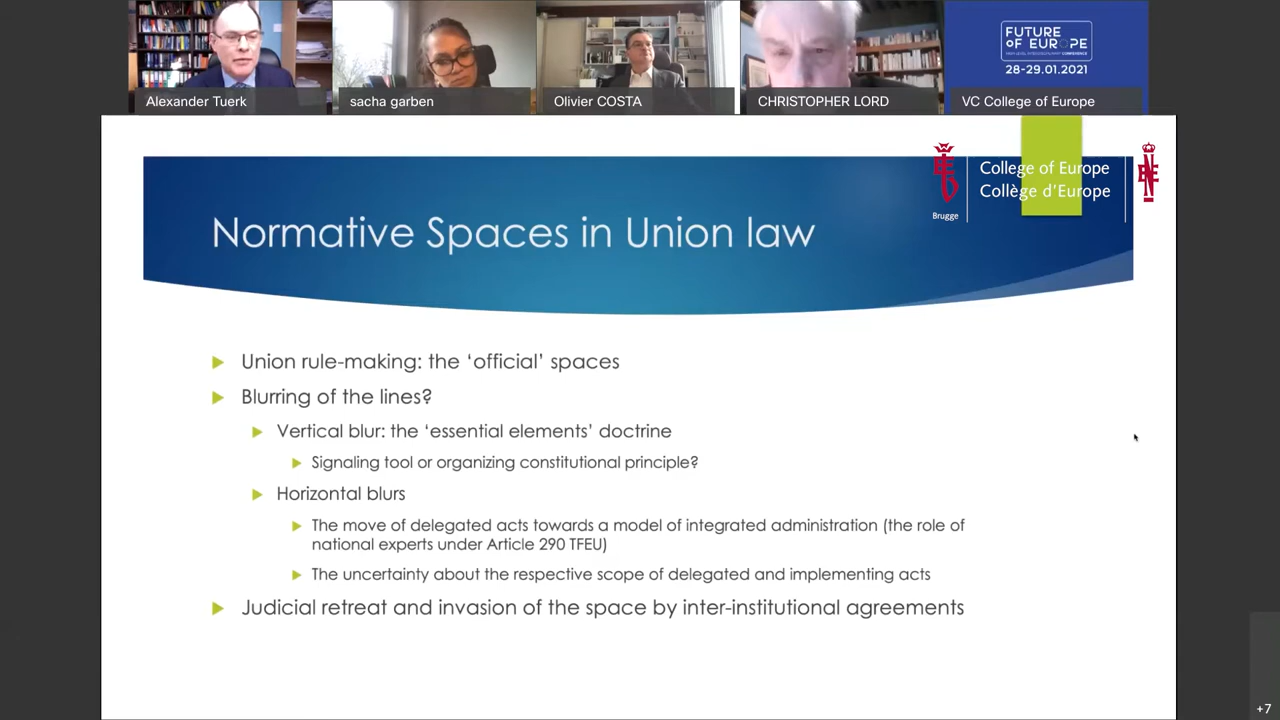 FUTURE
OF EUROPE
28-29.01.2021
Alexander Tuerk
sacha garben
Olivier COSTA
CHRISTOPHER LORD
VC College of Europe
College of Europe
Collège d'Europe
Brugge
Normative Spaces in Union law
Union rule-making: the ‘official’ spaces
Blurring of the lines?
Vertical blur: the ‘essential elements’ doctrine
Signaling tool or organizing constitutional principle?
Horizontal blurs
The move of delegated acts towards a model of integrated administration (the role of
national experts under Article 290 TFEU)
The uncertainty about the respective scope of delegated and implementing acts
Judicial retreat and invasion of the space by inter-institutional agreements
+7